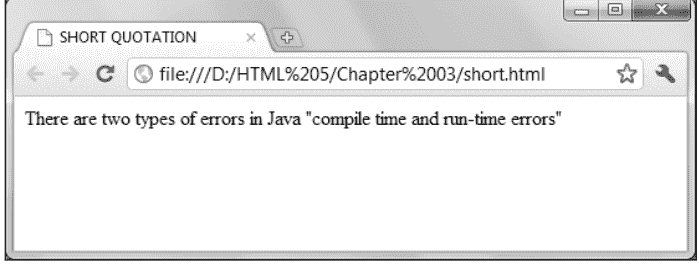 SHORT QUOTATION
file:///D:/HTML%205/Chapter%2003/short.html
There are two types of errors in Java "compile time and run-time errors"